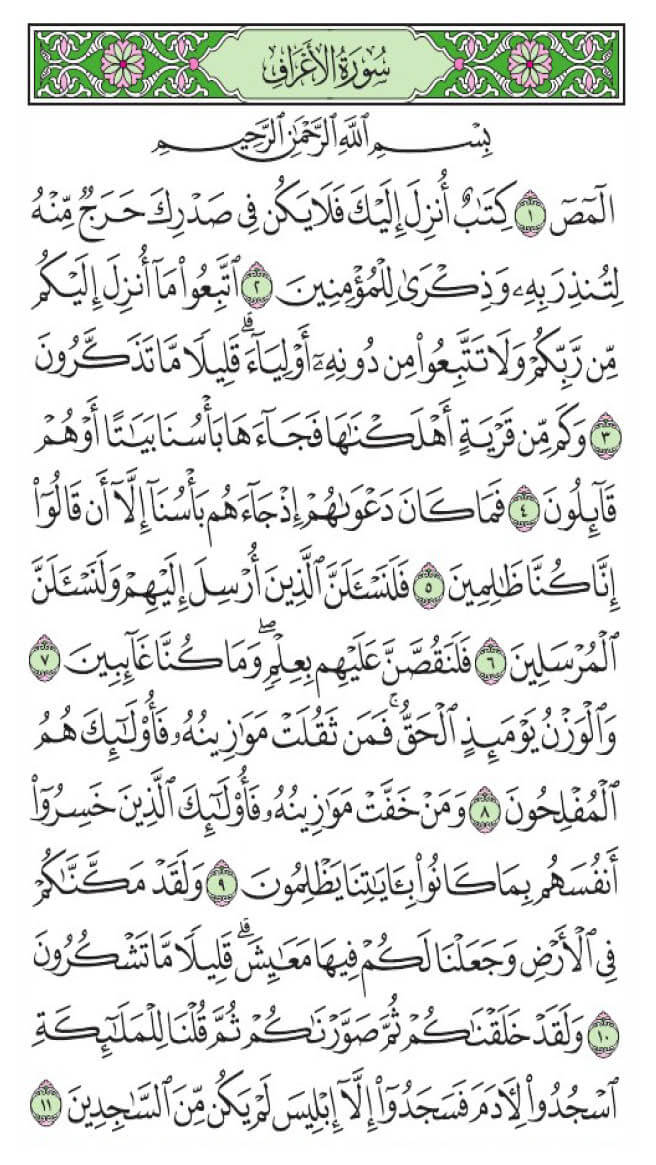 سُورَةُ الأَعْرَافِ
بِسْمِ ٱللَّهِ ٱلرَّحْمَٰنِ ٱلرَّحِيمِ
الٓمٓصٓ ١ كِتَٰبٌ أُنزِلَ إِلَيْكَ فَلَا يَكُن فِى صَدْرِكَ حَرَجٌ مِّنْهُ
لِتُنذِرَ بِهِۦ وَذِكْرَىٰ لِلْمُؤْمِنِينَ ٢ ٱتَّبِعُوا۟ مَآ أُنزِلَ إِلَيْكُم
مِّن رَّبِّكُمْ وَلَا تَتَّبِعُوا۟ مِن دُونِهِۦٓ أَوْلِيَآءَ ۗ قَلِيلًا مَّا تَذَكَّرُونَ
٣ وَكَم مِّن قَرْيَةٍ أَهْلَكْنَٰهَا فَجَآءَهَا بَأْسُنَا بَيَٰتًا أَوْ هُمْ
قَآئِلُونَ ٤ فَمَا كَانَ دَعْوَىٰهُمْ إِذْ جَآءَهُم بَأْسُنَآ إِلَّآ أَن قَالُوٓا۟
إِنَّا كُنَّا ظَٰلِمِينَ ٥ فَلَنَسْـَٔلَنَّ ٱلَّذِينَ أُرْسِلَ إِلَيْهِمْ وَلَنَسْـَٔلَنَّ
ٱلْمُرْسَلِينَ ٦ فَلَنَقُصَّنَّ عَلَيْهِم بِعِلْمٍ ۖ وَمَا كُنَّا غَآئِبِينَ ٧
وَٱلْوَزْنُ يَوْمَئِذٍ ٱلْحَقُّ ۚ فَمَن ثَقُلَتْ مَوَٰزِينُهُۥ فَأُو۟لَٰٓئِكَ هُمُ
ٱلْمُفْلِحُونَ ٨ وَمَنْ خَفَّتْ مَوَٰزِينُهُۥ فَأُو۟لَٰٓئِكَ ٱلَّذِينَ خَسِرُوٓا۟
أَنفُسَهُم بِمَا كَانُوا۟ بِـَٔايَٰتِنَا يَظْلِمُونَ ٩ وَلَقَدْ مَكَّنَّٰكُمْ
فِى ٱلْأَرْضِ وَجَعَلْنَا لَكُمْ فِيهَا مَعَٰيِشَ ۗ قَلِيلًا مَّا تَشْكُرُونَ
١٠ وَلَقَدْ خَلَقْنَٰكُمْ ثُمَّ صَوَّرْنَٰكُمْ ثُمَّ قُلْنَا لِلْمَلَٰٓئِكَةِ
ٱسْجُدُوا۟ لِـَٔادَمَ فَسَجَدُوٓا۟ إِلَّآ إِبْلِيسَ لَمْ يَكُن مِّنَ ٱلسَّٰجِدِينَ ١١